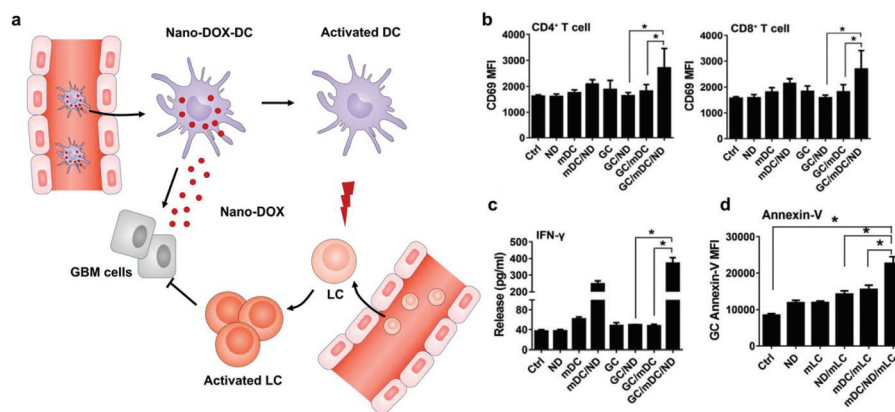 a
Nano-DOX-DC
Activated DC
Nano-DOX
GBM cells
LC
Activated LC
b
CD4⁺ T cell
CD69 MFI
4000
3000
2000
1000
0
Ctrl
ND
mDC
mDC/ND
GC
GC/ND
GC/mDC
GC/mDC/ND
*
*
CD8⁺ T cell
CD69 MFI
4000
3000
2000
1000
0
Ctrl
ND
mDC
mDC/ND
GC
GC/ND
GC/mDC
GC/mDC/ND
*
*
c
IFN-γ
Release (pg/ml)
500
400
300
200
120
80
40
0
Ctrl
ND
mDC
mDC/ND
GC
GC/ND
GC/mDC
GC/mDC/ND
*
*
d
Annexin-V
GC Annexin-V MFI
30000
20000
10000
0
Ctrl
ND
mLC
ND/mLC
mDC/mLC
mDC/ND/mLC
*
*
*